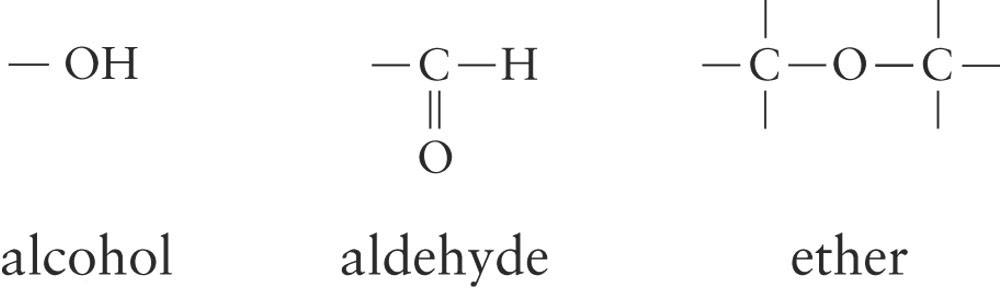 — OH
—C—H
||
O
—C—O—C—
alcohol
aldehyde
ether